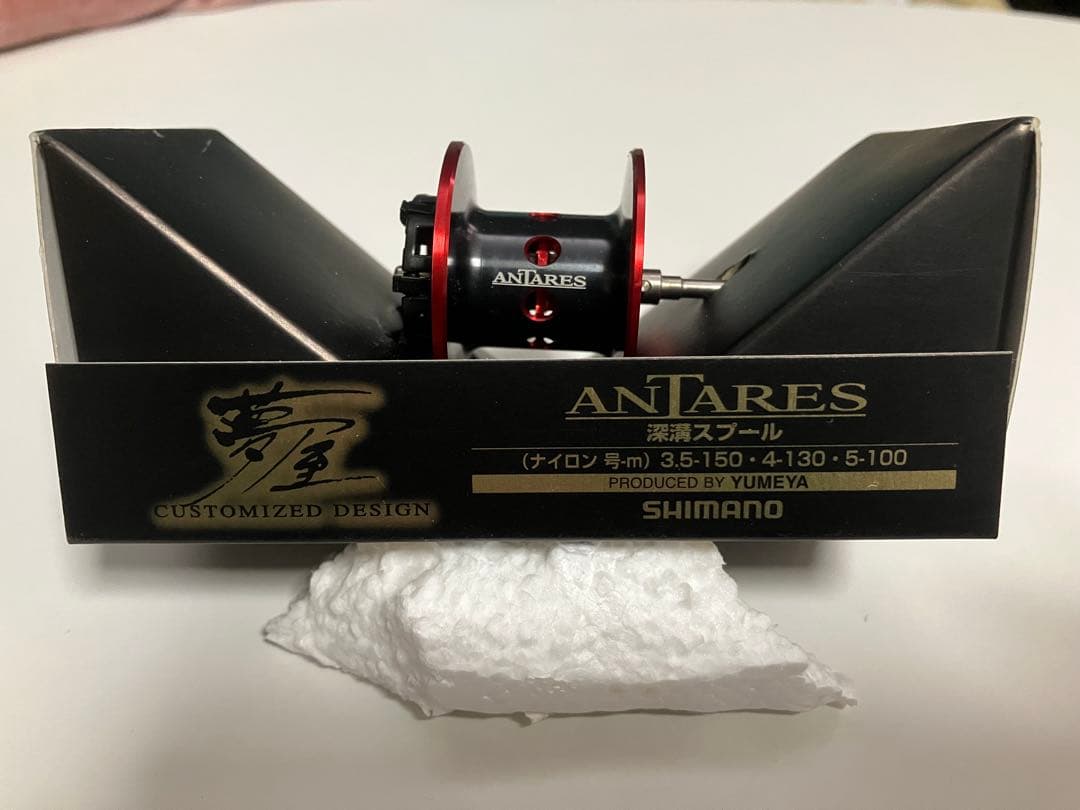 ANTARES
夢屋
CUSTOMIZED DESIGN
ANTARES
深溝スプール
(ナイロン 号-m) 3.5-150・4-130・5-100
PRODUCED BY YUMEYA
SHIMANO